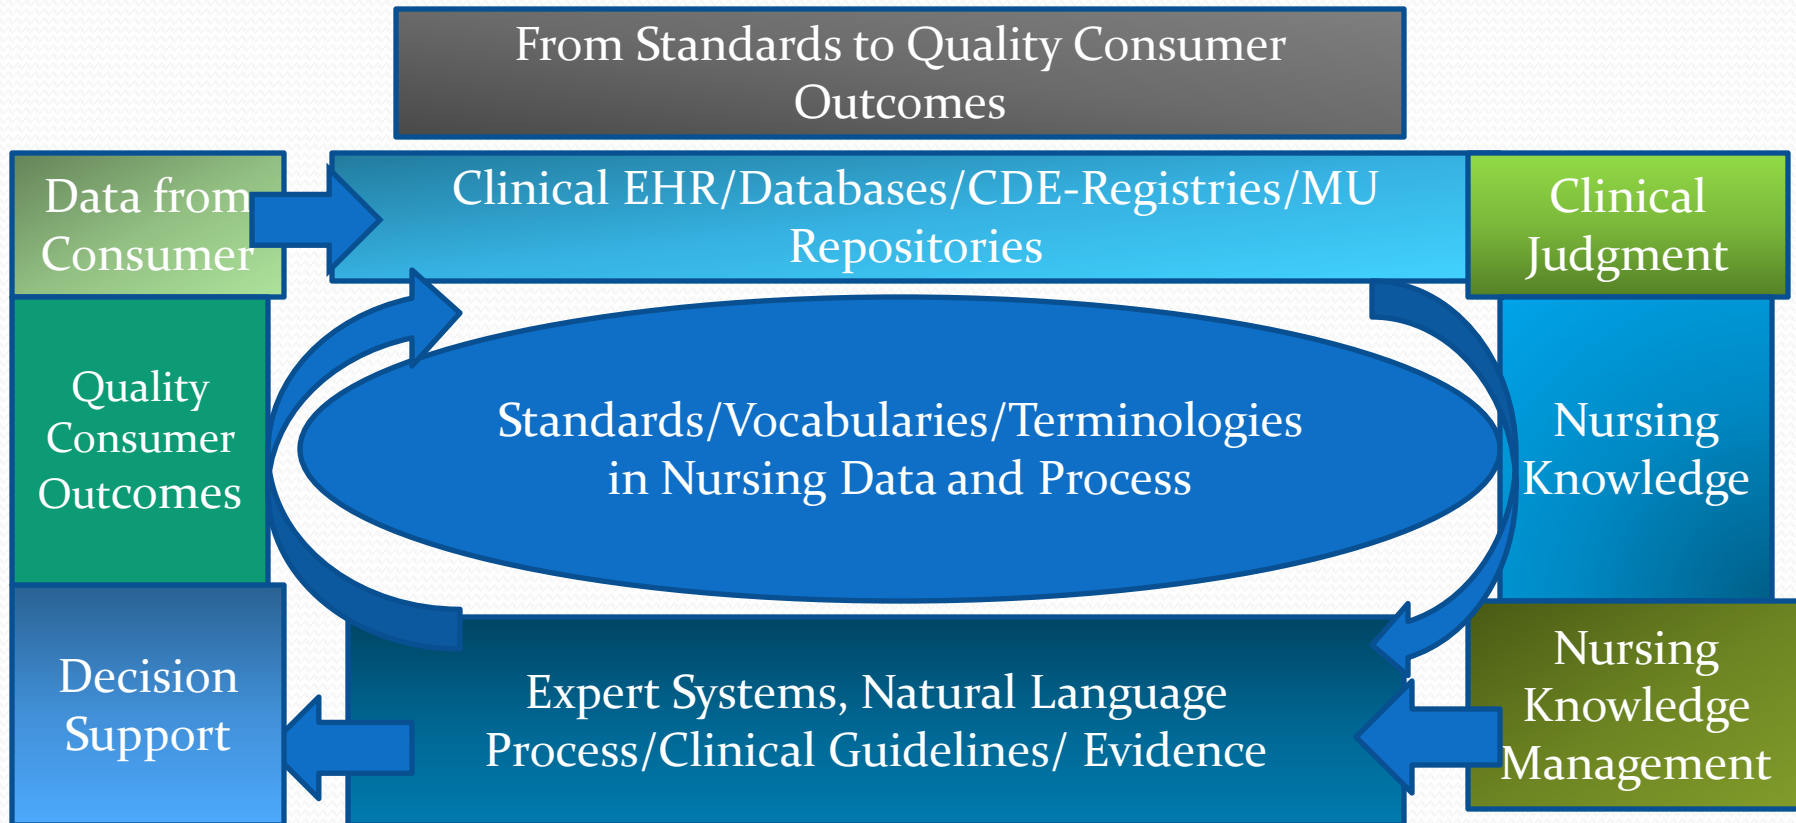 From Standards to Quality Consumer
Outcomes
Data from
Consumer
Clinical EHR/Databases/CDE-Registries/MU
Repositories
Clinical
Judgment
Quality
Consumer
Outcomes
Standards/Vocabularies/Terminologies
in Nursing Data and Process
Nursing
Knowledge
Decision
Support
Expert Systems, Natural Language
Process/Clinical Guidelines/ Evidence
Nursing
Knowledge
Management